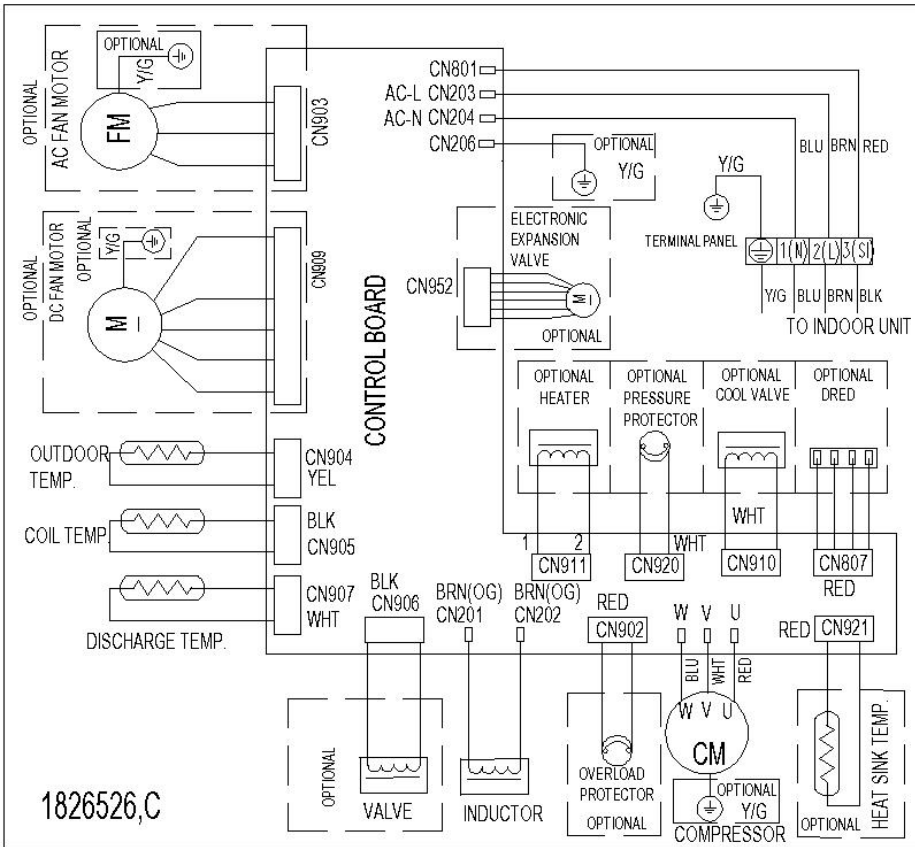 OPTIONAL
AC FAN MOTOR
OPTIONAL
Y/G
FM
CN903
CN801
AC-L CN203
AC-N CN204
CN206
OPTIONAL
Y/G
BLU
BRN
RED
Y/G
TERMINAL PANEL
1(N)
2(L)
3(SI)
Y/G
BLU
BRN
BLK
TO INDOOR UNIT
OPTIONAL
DC FAN MOTOR
OPTIONAL
Y/G
M
CN909
CONTROL BOARD
ELECTRONIC
EXPANSION
VALVE
CN952
M
OPTIONAL
OPTIONAL
HEATER
OPTIONAL
PRESSURE
PROTECTOR
OPTIONAL
COOL VALVE
OPTIONAL
DRED
OUTDOOR
TEMP.
CN904
YEL
COIL TEMP.
BLK
CN905
CN907
WHT
DISCHARGE TEMP.
1
2
CN911
WHT
CN920
WHT
CN910
CN807
RED
BLK
CN906
BRN(OG)
CN201
BRN(OG)
CN202
RED
CN902
W
V
U
RED
CN921
BLU
WHT
RED
OPTIONAL
VALVE
INDUCTOR
OVERLOAD
PROTECTOR
OPTIONAL
W V U
CM
OPTIONAL
Y/G
COMPRESSOR
HEAT SINK TEMP.
OPTIONAL
1826526,C